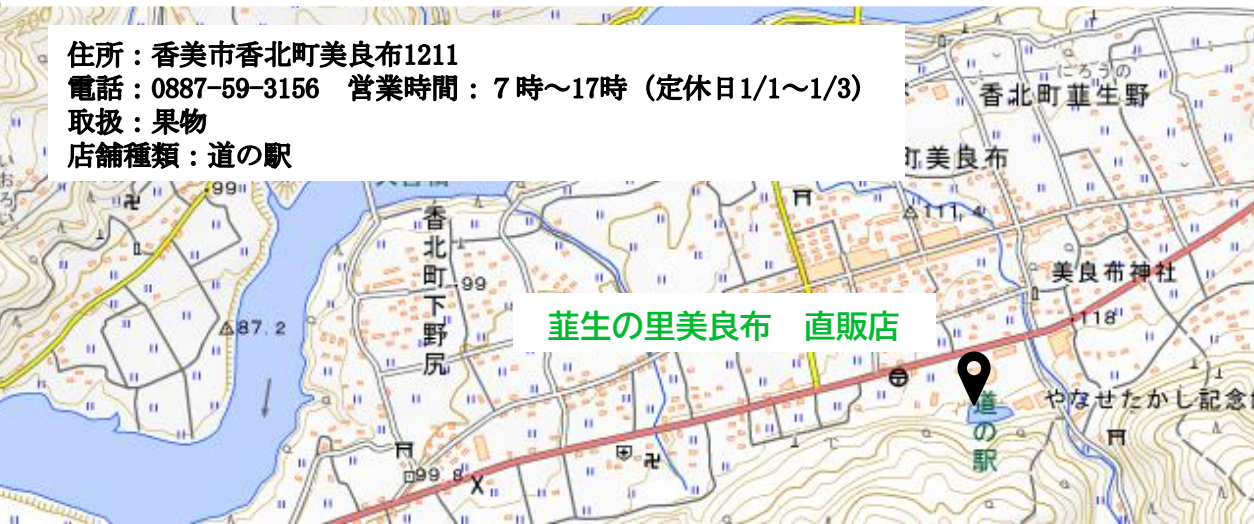 住所：香美市香北町美良布1211
電話：0887-59-3156　営業時間：７時～17時（定休日1/1～1/3）
取扱：果物
店舗種類：道の駅
にろうの
香北町韮生野
町美良布
99
111.4
香北町下野尻
99
美良布神社
韮生の里美良布　直販店
87.2
118
道の駅
やなせたかし記念
99.8